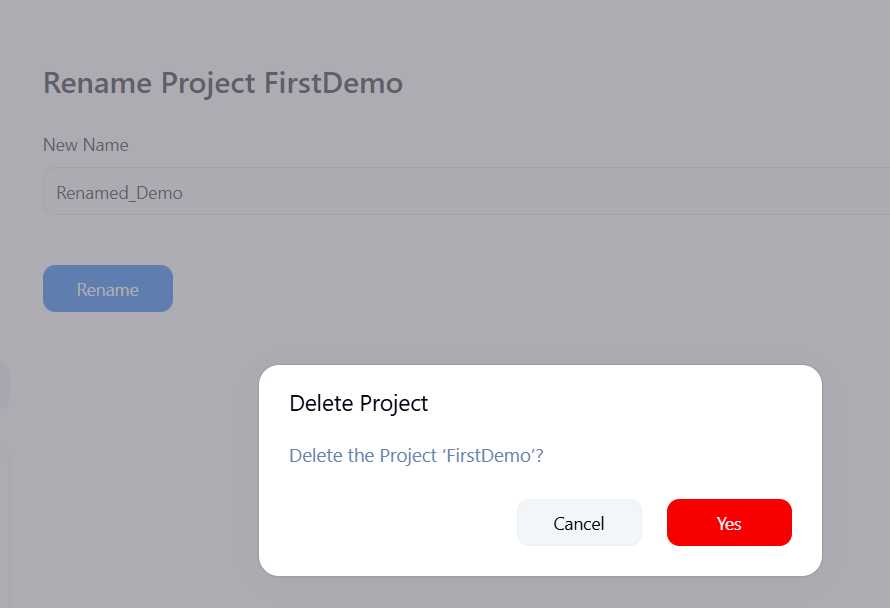 Rename Project FirstDemo
New Name
Renamed_Demo
Rename
Delete Project
Delete the Project ‘FirstDemo’?
Cancel
Yes